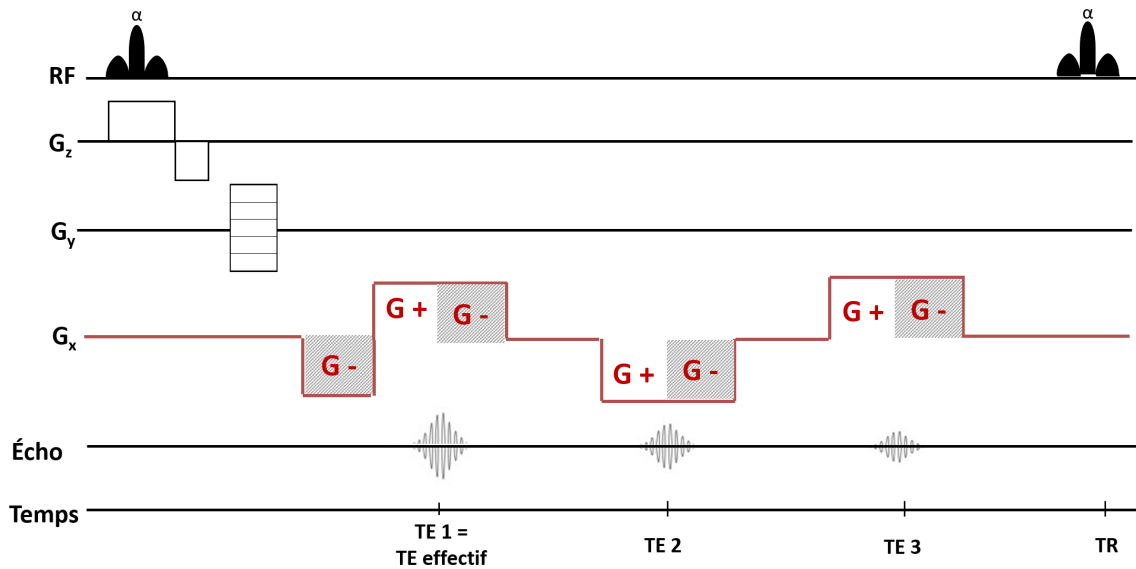 α α
RF
Gz
Gy
G + G -
G + G -
Gx
G -
G + G -
Écho
Temps
TE 1 =
TE effectif
TE 2
TE 3
TR